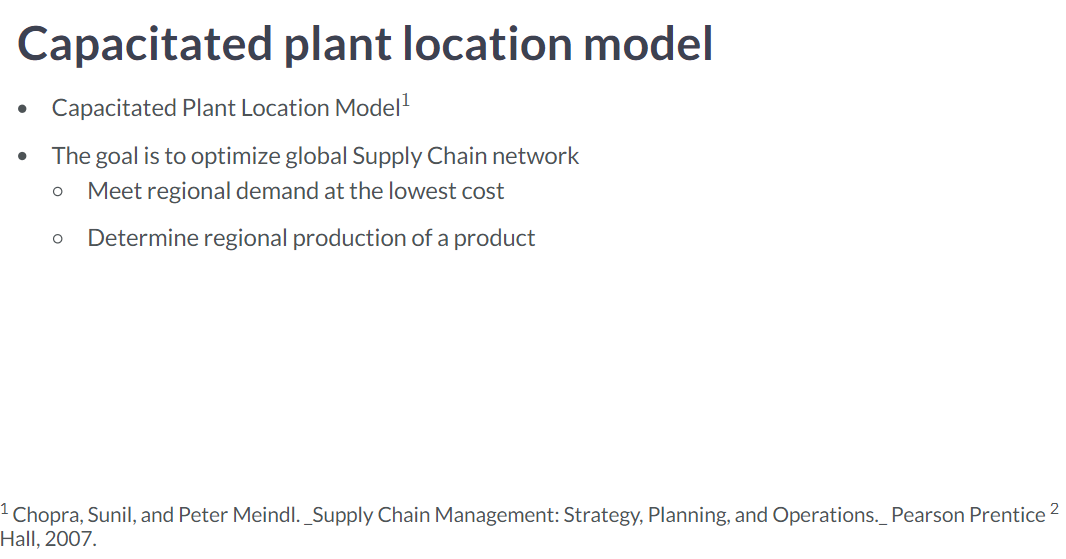 Capacitated plant location model
• Capacitated Plant Location Model¹
• The goal is to optimize global Supply Chain network
○ Meet regional demand at the lowest cost
○ Determine regional production of a product
¹ Chopra, Sunil, and Peter Meindl. _Supply Chain Management: Strategy, Planning, and Operations._ Pearson Prentice ²
Hall, 2007.